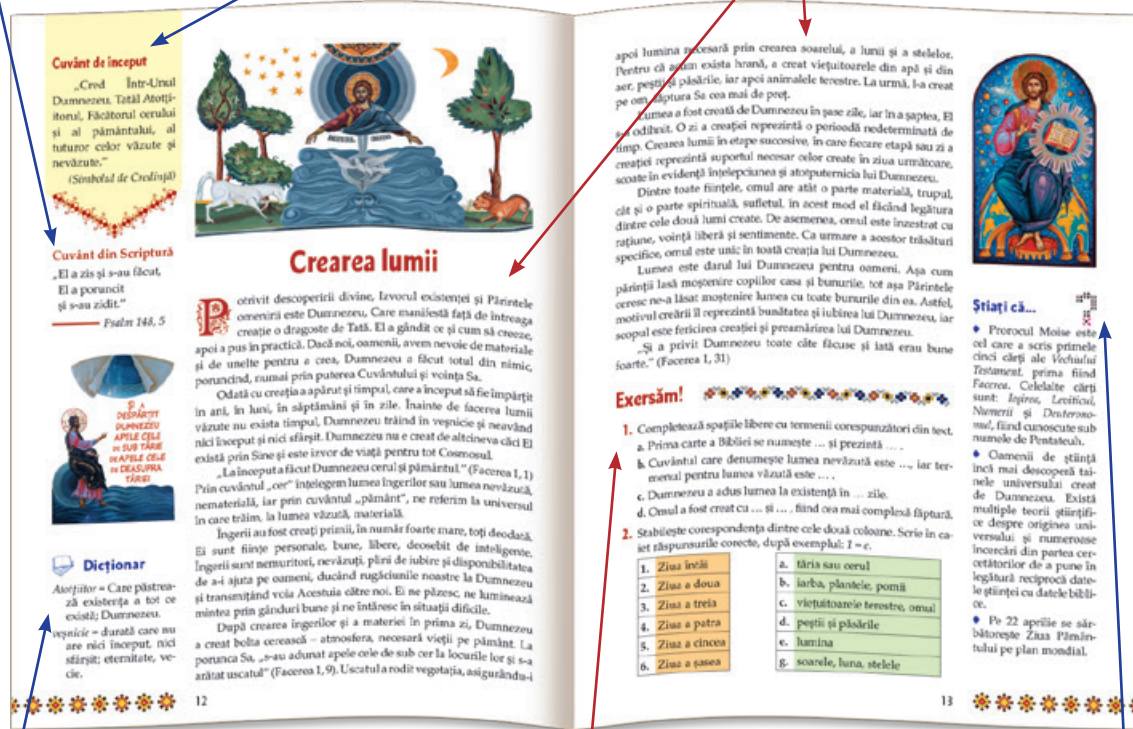 Cuvânt de început
„Cred Într-Unul
Dumnezeu, Tatăl Atotți-
itorul, Făcătorul cerului
și al pământului, al
tuturor celor văzute și
nevăzute.”
(Simbolul de Credință)
Cuvânt din Scriptură
„El a zis și s-au făcut,
El a poruncit
și s-au zidit.”
Psalm 148, 5
ȘI A
DESPĂRȚIT
DUMNEZEU
APELE CELE
DE SUB TĂRIE
DE APELE CELE
DE DEASUPRA
TĂRIEI
Dicționar
Atotțiitor = Care păstrea-
ză existența a tot ce
există; Dumnezeu.
veșnicie = durată care nu
are nici început, nici
sfârșit; eternitate, ve-
cie.
Crearea lumii
Potrivit descoperirii divine, Izvorul existenței și Părintele
omenirii este Dumnezeu, Care manifestă față de întreaga
creație o dragoste de Tată. El a gândit ce și cum să creeze,
apoi a pus în practică. Dacă noi, oamenii, avem nevoie de materiale
și de unelte pentru a crea, Dumnezeu a făcut totul din nimic,
poruncind, numai prin puterea Cuvântului și voința Sa.
Odată cu creația a apărut și timpul, care a început să fie împărțit
în ani, în luni, în săptămâni și în zile. Înainte de facerea lumii
văzute nu exista timpul, Dumnezeu trăind în veșnicie și neavând
nici început și nici sfârșit. Dumnezeu nu e creat de altcineva căci El
există prin Sine și este izvor de viață pentru tot Cosmosul.
„La început a făcut Dumnezeu cerul și pământul.” (Facerea 1, 1)
Prin cuvântul „cer” înțelegem lumea îngerilor sau lumea nevăzută,
nematerială, iar prin cuvântul „pământ”, ne referim la universul
în care trăim, la lumea văzută, materială.
Îngerii au fost creați primii, în număr foarte mare, toți deodată.
Ei sunt ființe personale, bune, libere, deosebit de inteligente.
Îngerii sunt nemuritori, nevăzuți, plini de iubire și disponibilitatea
de a-i ajuta pe oameni, ducând rugăciunile noastre la Dumnezeu
și transmițând voia Acestuia către noi. Ei ne păzesc, ne luminează
mintea prin gânduri bune și ne întăresc în situații dificile.
După crearea îngerilor și a materiei în prima zi, Dumnezeu
a creat bolta cerească – atmosfera, necesară vieții pe pământ. La
porunca Sa, „s-au adunat apele cele de sub cer la locurile lor și s-a
arătat uscatul” (Facerea 1, 9). Uscatul a rodit vegetația, asigurându-i
12
apoi lumina necesară prin crearea soarelui, a lunii și a stelelor.
Pentru că acum exista hrană, a creat viețuitoarele din apă și din
aer, peștii și păsările, iar apoi animalele terestre. La urmă, l-a creat
pe om, făptura Sa cea mai de preț.
Lumea a fost creată de Dumnezeu în șase zile, iar în a șaptea, El
s-a odihnit. O zi a creației reprezintă o perioadă nedeterminată de
timp. Crearea lumii în etape succesive, în care fiecare etapă sau zi a
creației reprezintă suportul necesar celor create în ziua următoare,
scoate în evidență înțelepciunea și atotputernicia lui Dumnezeu.
Dintre toate ființele, omul are atât o parte materială, trupul,
cât și o parte spirituală, sufletul, în acest mod el făcând legătura
dintre cele două lumi create. De asemenea, omul este înzestrat cu
rațiune, voință liberă și sentimente. Ca urmare a acestor trăsături
specifice, omul este unic în toată creația lui Dumnezeu.
Lumea este darul lui Dumnezeu pentru oameni. Așa cum
părinții lasă moștenire copiilor casa și bunurile, tot așa Părintele
ceresc ne-a lăsat moștenire lumea cu toate bunurile din ea. Astfel,
motivul creării îl reprezintă bunătatea și iubirea lui Dumnezeu, iar
scopul este fericirea creației și preamărirea lui Dumnezeu.
„Și a privit Dumnezeu toate câte făcuse și iată erau bune
foarte.” (Facerea 1, 31)
Exersăm!
1. Completează spațiile libere cu termenii corespunzători din text.
a. Prima carte a Bibliei se numește ... și prezintă ... .
b. Cuvântul care denumește lumea nevăzută este ..., iar ter-
menul pentru lumea văzută este ... .
c. Dumnezeu a adus lumea la existență în ... zile.
d. Omul a fost creat cu ... și ... , fiind cea mai complexă făptură.
2. Stabilește corespondența dintre cele două coloane. Scrie în ca-
iet răspunsurile corecte, după exemplul: 1 = e.
1. Ziua întâi
2. Ziua a doua
3. Ziua a treia
4. Ziua a patra
5. Ziua a cincea
6. Ziua a șasea
a. tăria sau cerul
b. iarba, plantele, pomii
c. viețuitoarele terestre, omul
d. peștii și păsările
e. lumina
g. soarele, luna, stelele
13
Știați că...
Prorocul Moise este
cel care a scris primele
cinci cărți ale Vechiului
Testament, prima fiind
Facerea. Celelalte cărți
sunt: Ieșirea, Leviticul,
Numerii și Deuterono-
mul, fiind cunoscute sub
numele de Pentateuh.
Oamenii de știință
încă mai descoperă tai-
nele universului creat
de Dumnezeu. Există
multiple teorii științifi-
ce despre originea uni-
versului și numeroase
încercări din partea cer-
cetătorilor de a pune în
legătură reciprocă date-
le științei cu datele bibli-
ce.
Pe 22 aprilie se săr-
bătorește Ziua Pămân-
tului pe plan mondial.